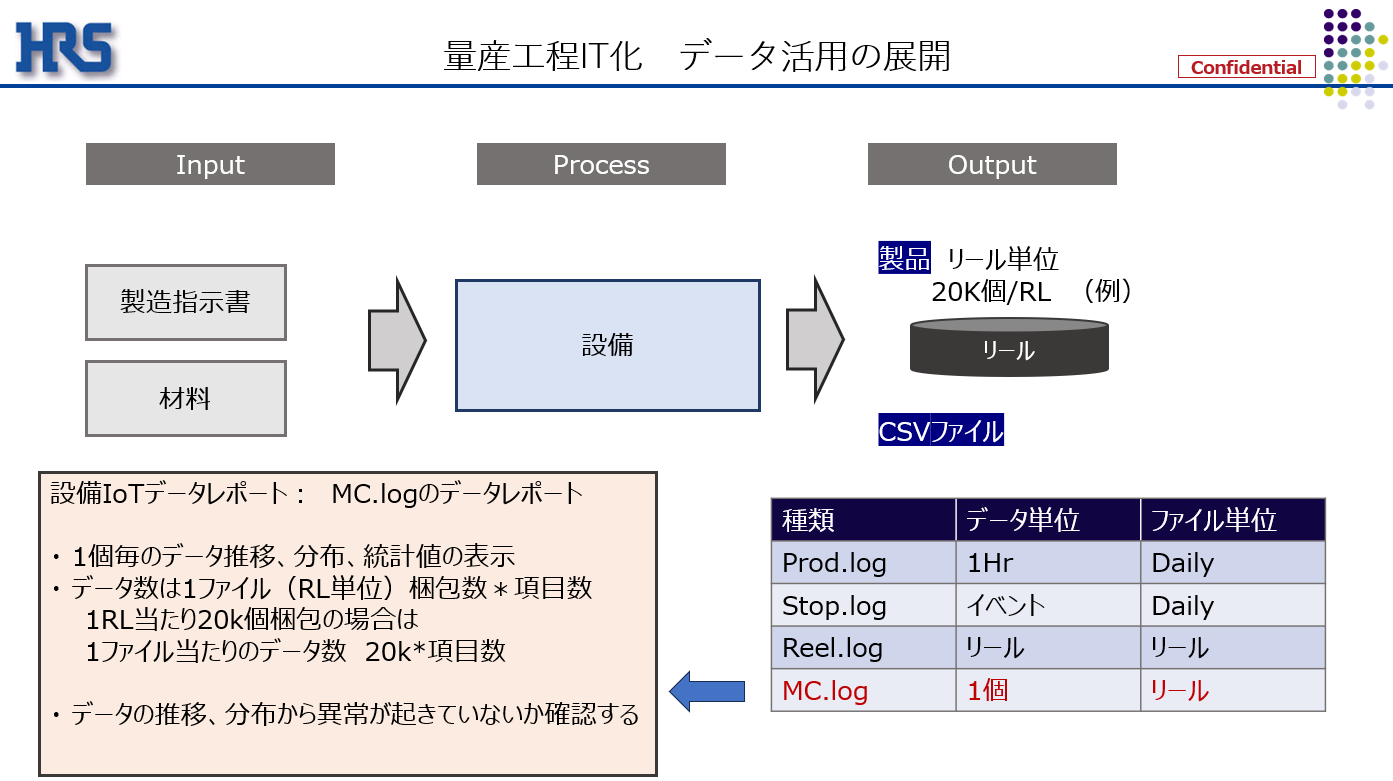 HRS
量産工程IT化　データ活用の展開
Confidential
Input
Process
Output
製造指示書
材料
設備
製品 リール単位
20K個/RL （例）
リール
CSVファイル
設備IoTデータレポート： MC.logのデータレポート
・ 1個毎のデータ推移、分布、統計値の表示
・ データ数は1ファイル（RL単位）梱包数＊項目数
1RL当たり20k個梱包の場合は
1ファイル当たりのデータ数 20k*項目数
・ データの推移、分布から異常が起きていないか確認する
種類 データ単位 ファイル単位
Prod.log 1Hr Daily
Stop.log イベント Daily
Reel.log リール リール
MC.log 1個 リール